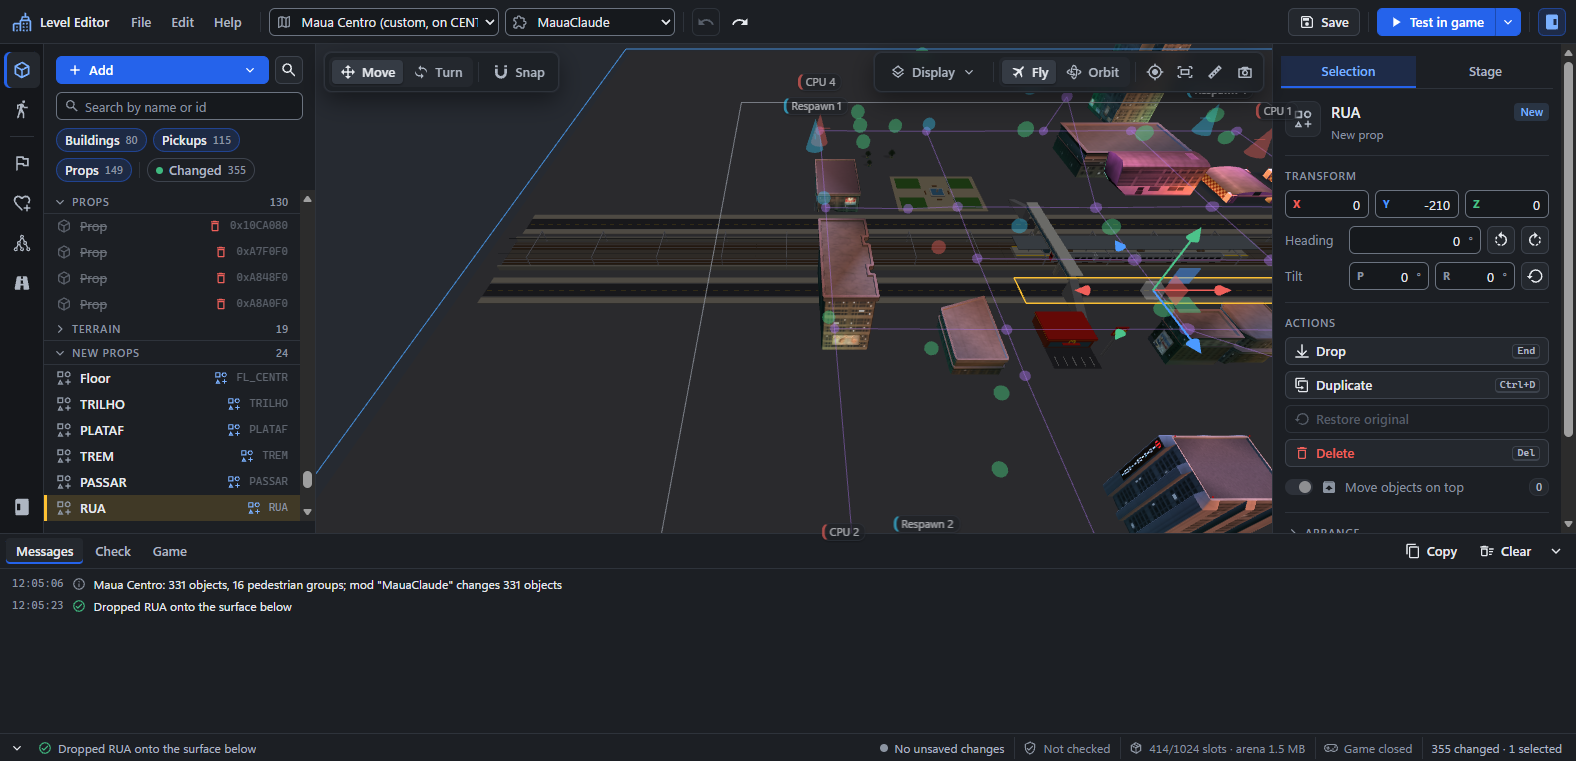 Level Editor File Edit Help Maua Centro (custom, on CENT MauaClaude Save Test in game
Add
Search by name or id
Buildings 80 Pickups 115
Props 149 Changed 355
PROPS 130
Prop 0x10CA080
Prop 0xA7F0F0
Prop 0xA848F0
Prop 0xA8A0F0
TERRAIN 19
NEW PROPS 24
Floor FL_CENTR
TRILHO TRILHO
PLATAF PLATAF
TREM TREM
PASSAR PASSAR
RUA RUA
Move Turn Snap Display Fly Orbit
CPU 4
Respawn 1
CPU 1
CPU 2
Respawn 2
Selection Stage
RUA New
New prop
TRANSFORM
X 0 Y -210 Z 0
Heading 0 °
Tilt P 0 ° R 0 °
ACTIONS
Drop End
Duplicate Ctrl+D
Restore original
Delete Del
Move objects on top 0
ARRANGE
Messages Check Game Copy Clear
12:05:06 Maua Centro: 331 objects, 16 pedestrian groups; mod "MauaClaude" changes 331 objects
12:05:23 Dropped RUA onto the surface below
Dropped RUA onto the surface below No unsaved changes Not checked 414/1024 slots · arena 1.5 MB Game closed 355 changed · 1 selected